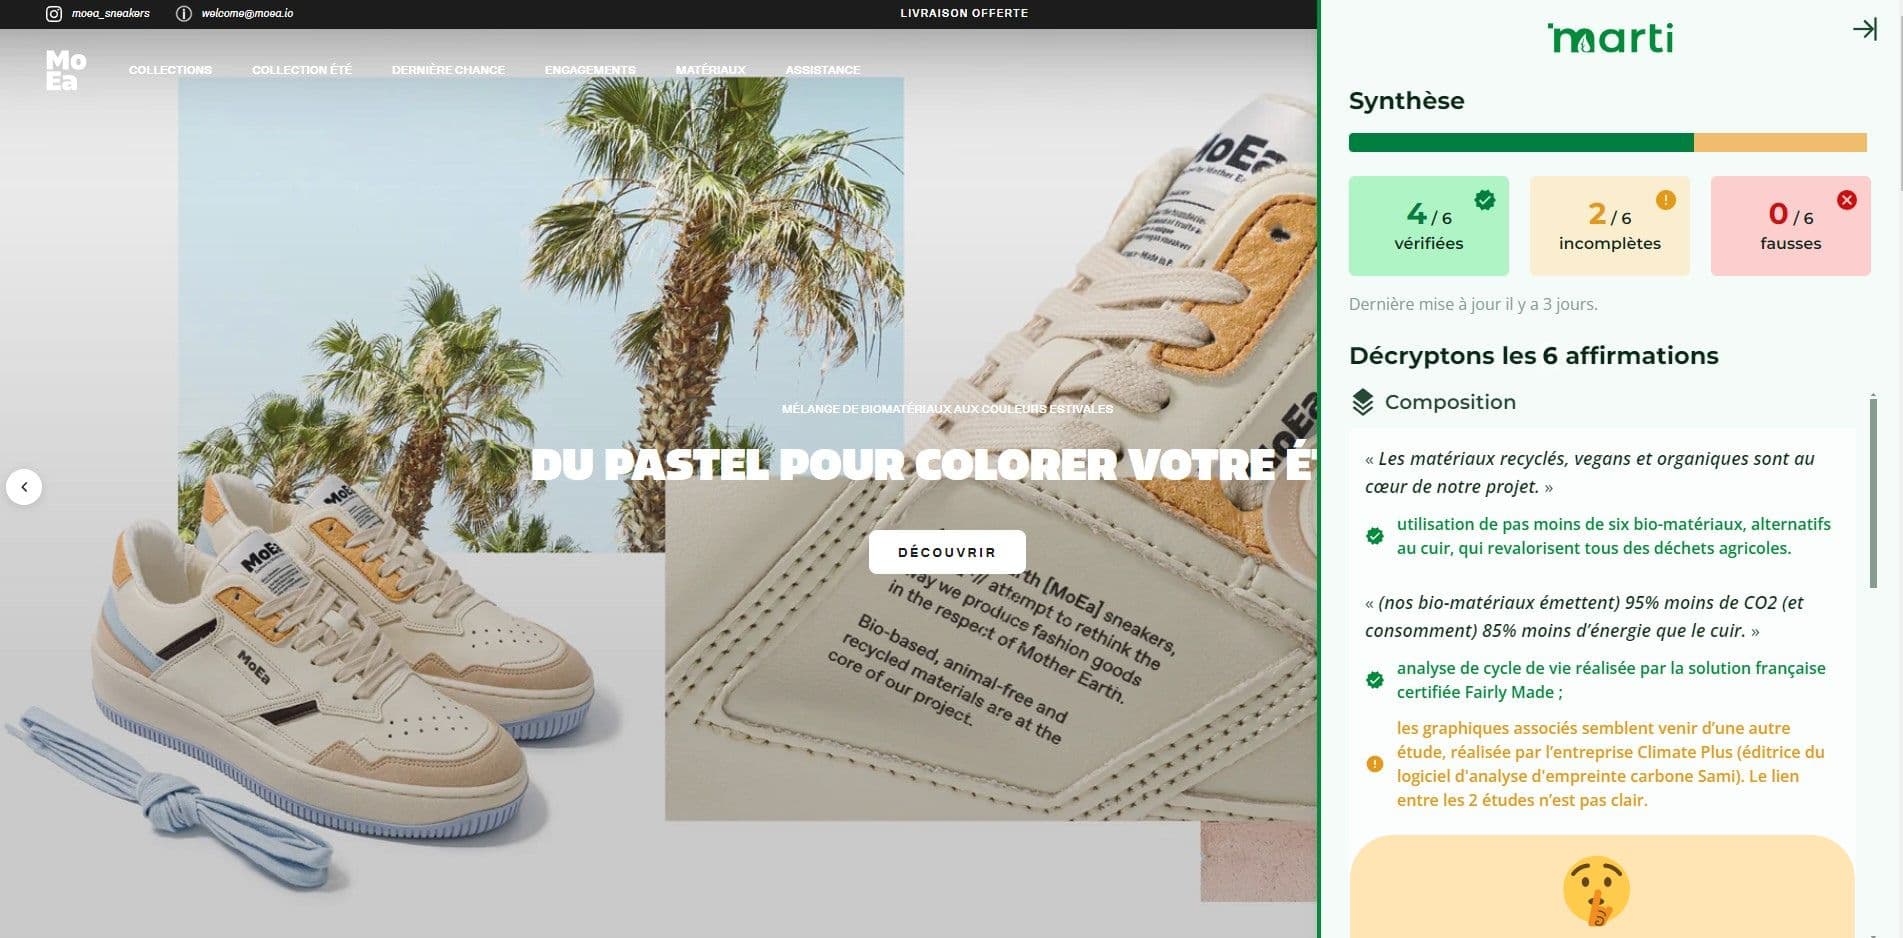 moea_sneakers
welcome@moea.io
LIVRAISON OFFERTE
Mo
Ea
COLLECTIONS
COLLECTION ÉTÉ
DERNIÈRE CHANCE
ENGAGEMENTS
MATÉRIAUX
ASSISTANCE
MÉLANGE DE BIOMATÉRIAUX AUX COULEURS ESTIVALES
DU PASTEL POUR COLORER VOTRE
DÉCOUVRIR
MoEa
MoEa
MoEa
MoEa
MoEa
[MoEa] sneakers,
attempt to rethink the
way we produce fashion goods
in the respect of Mother Earth.
Bio-based, animal-free and
recycled materials are at the
core of our project.
marti
Synthèse
4 / 6
vérifiées
2 / 6
incomplètes
0 / 6
fausses
Dernière mise à jour il y a 3 jours.
Décryptons les 6 affirmations
Composition
« Les matériaux recyclés, vegans et organiques sont au
cœur de notre projet. »
utilisation de pas moins de six bio-matériaux, alternatifs
au cuir, qui revalorisent tous des déchets agricoles.
« (nos bio-matériaux émettent) 95% moins de CO2 (et
consomment) 85% moins d’énergie que le cuir. »
analyse de cycle de vie réalisée par la solution française
certifiée Fairly Made ;
les graphiques associés semblent venir d’une autre
étude, réalisée par l’entreprise Climate Plus (éditrice du
logiciel d'analyse d'empreinte carbone Sami). Le lien
entre les 2 études n’est pas clair.